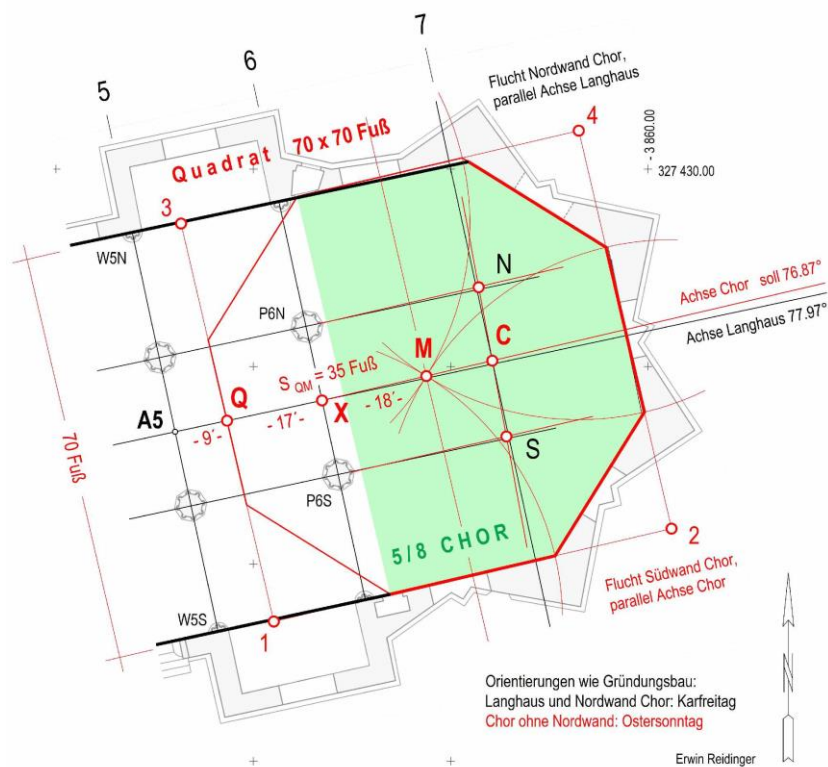 7
6
5
Flucht Nordwand Chor,
parallel Achse Langhaus
4
- 3 860.00
327 430.00
Quadrat 70 x 70 Fuß
3
W5N
N
P6N
Achse Chor soll 76.87°
Achse Langhaus 77.97°
M
C
S QM = 35 Fuß
Q
X
- 18´-
A5
- 9´-
- 17´-
S
70 Fuß
P6S
5/8 CHOR
2
Flucht Südwand Chor,
parallel Achse Chor
W5S
1
N
Orientierungen wie Gründungsbau:
Langhaus und Nordwand Chor: Karfreitag
Chor ohne Nordwand: Ostersonntag
Erwin Reidinger